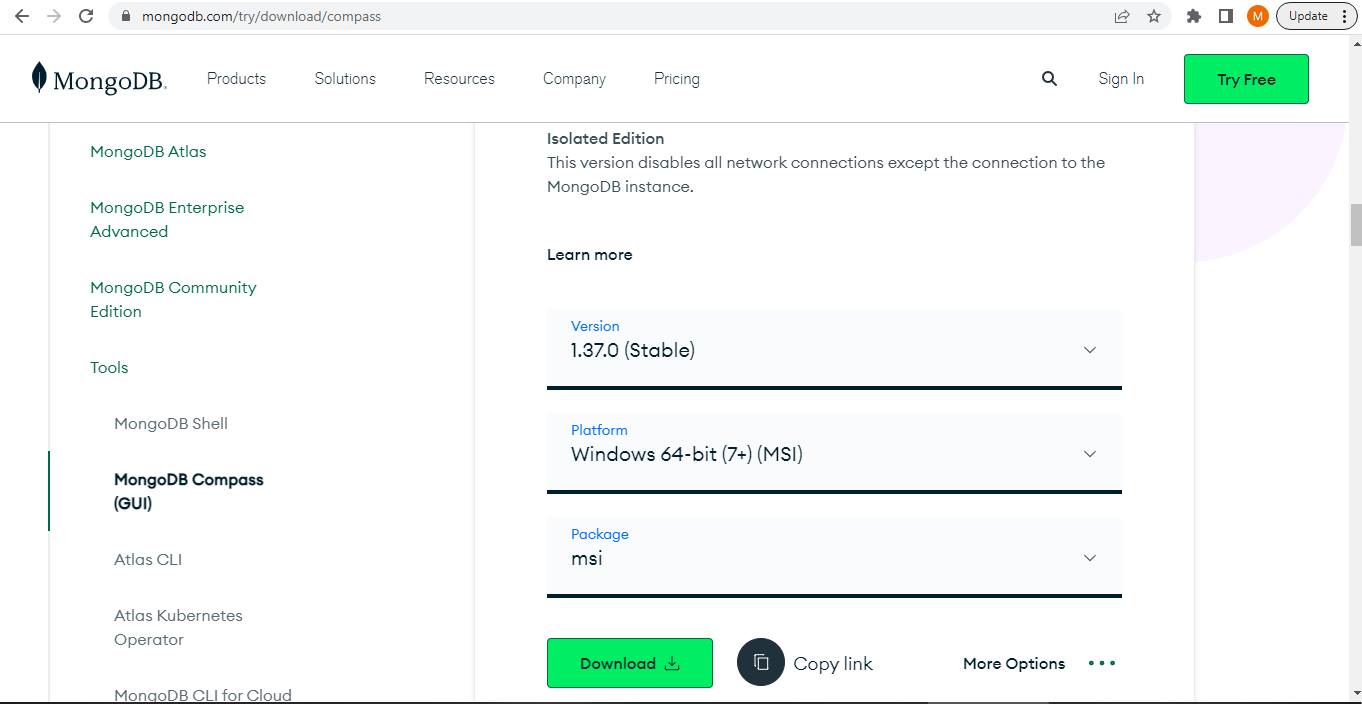 mongodb.com/try/download/compass
M
Update
MongoDB.
Products
Solutions
Resources
Company
Pricing
Sign In
Try Free
MongoDB Atlas
MongoDB Enterprise
Advanced
MongoDB Community
Edition
Tools
MongoDB Shell
MongoDB Compass
(GUI)
Atlas CLI
Atlas Kubernetes
Operator
MongoDB CLI for Cloud
Isolated Edition
This version disables all network connections except the connection to the
MongoDB instance.
Learn more
Version
1.37.0 (Stable)
Platform
Windows 64-bit (7+) (MSI)
Package
msi
Download
Copy link
More Options